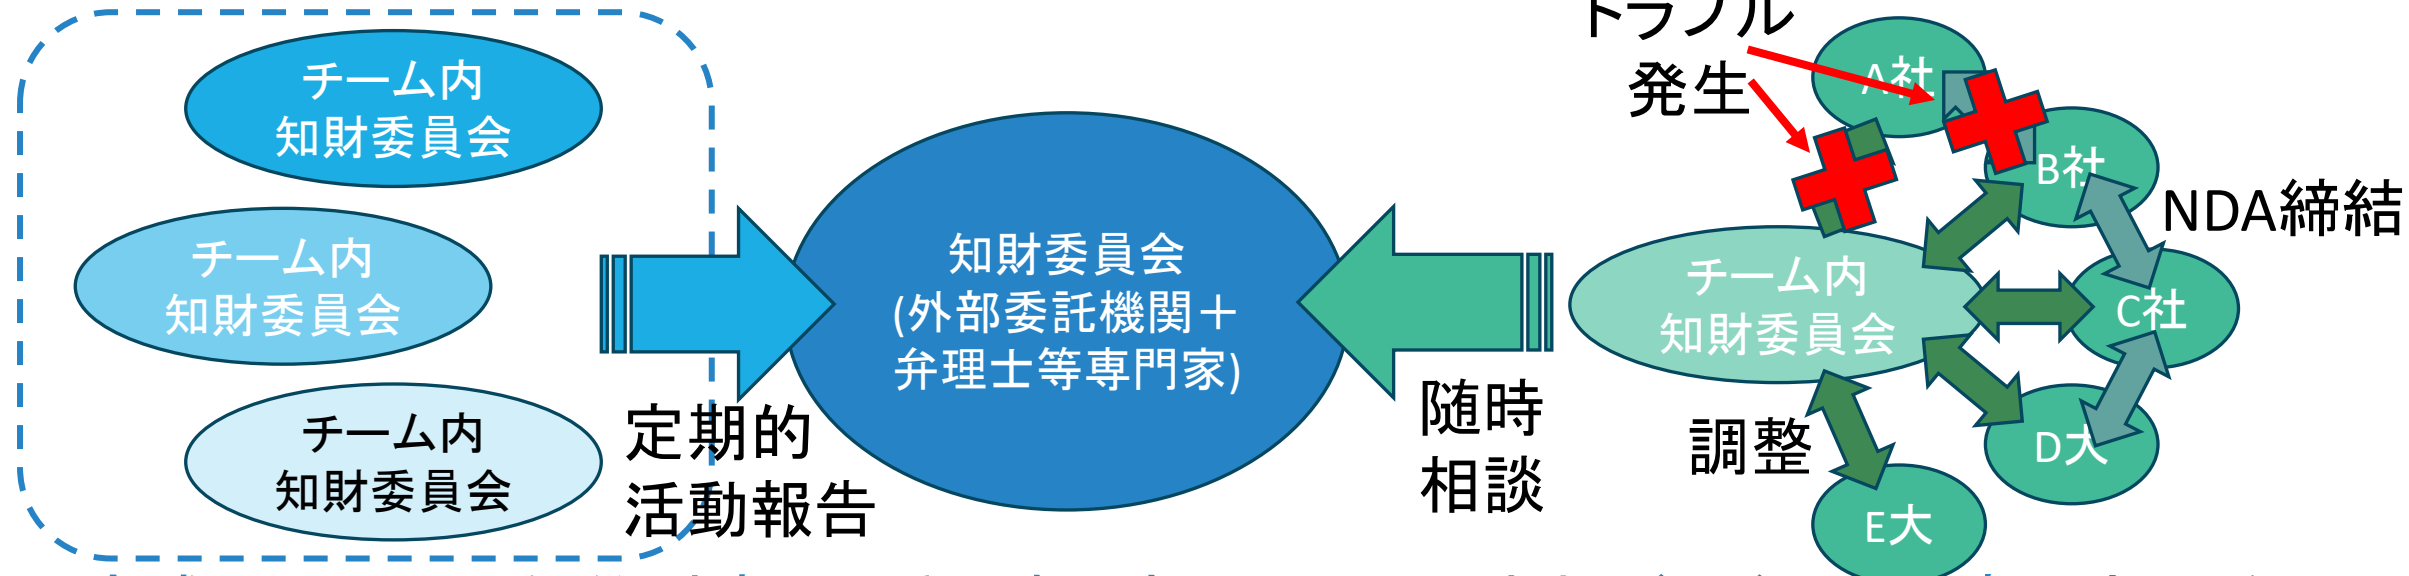 チーム内
知財委員会
チーム内
知財委員会
チーム内
知財委員会
定期的
活動報告
知財委員会
(外部委託機関＋
弁理士等専門家)
随時
相談
トラブル
発生
チーム内
知財委員会
調整
A社
B社
C社
D大
E大
NDA締結